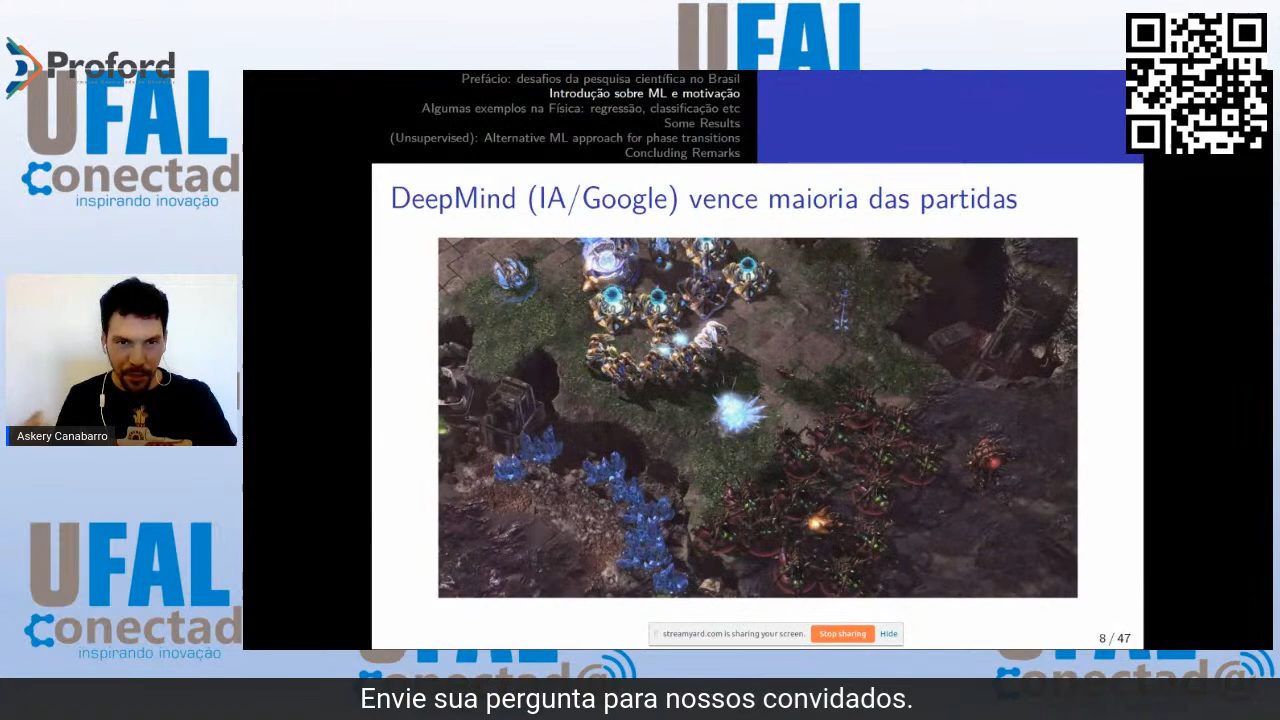 Proford
UFAL
UFAL
Conectad
inspirando inovação
Prefácio: desafios da pesquisa científica no Brasil
Introdução sobre ML e motivação
Algumas exemplos na Física: regressão, classificação etc
Some Results
(Unsupervised): Alternative ML approach for phase transitions
Concluding Remarks
DeepMind (IA/Google) vence maioria das partidas
Askery Canabarro
UFAL
Conectad
inspirando inovação
streamyard.com is sharing your screen.
Stop sharing
Hide
8 / 47
Envie sua pergunta para nossos convidados.